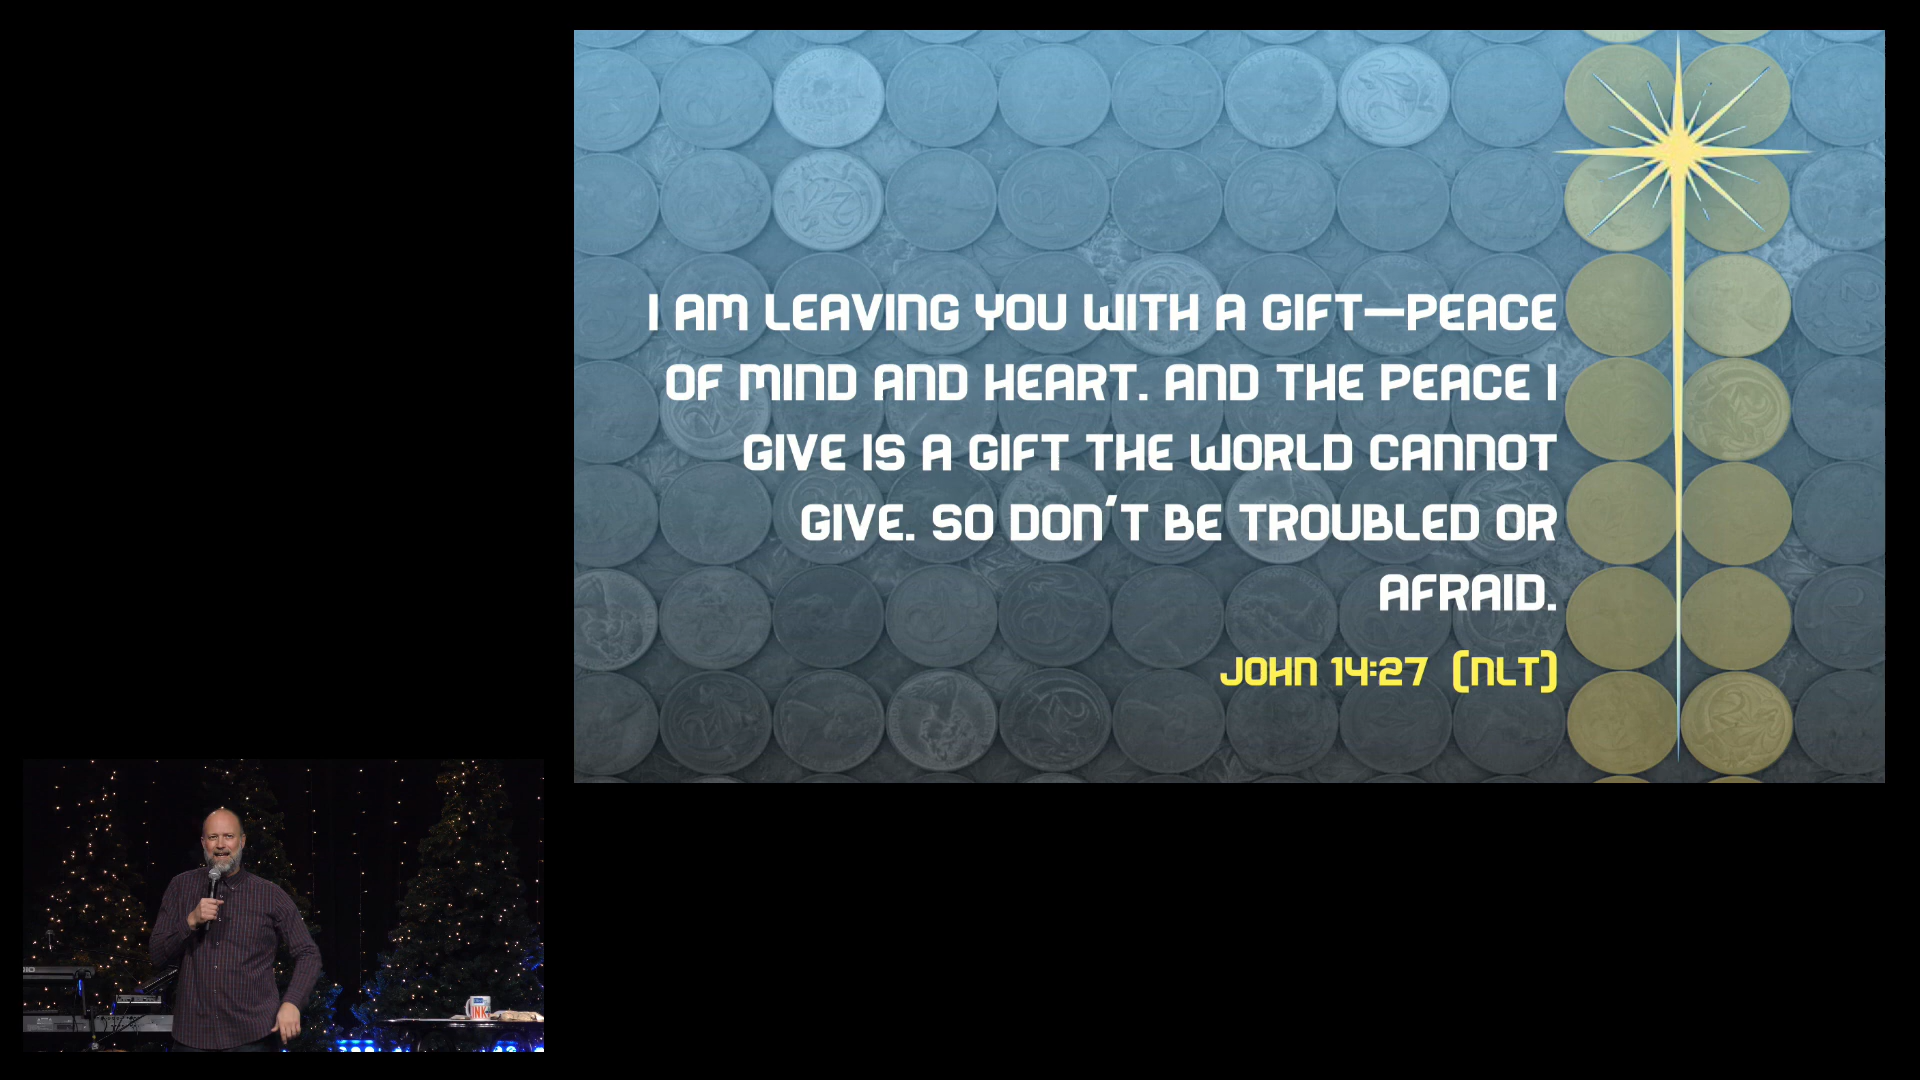 I AM LEAVING YOU WITH A GIFT—PEACE
OF MIND AND HEART. AND THE PEACE I
GIVE IS A GIFT THE WORLD CANNOT
GIVE. SO DON'T BE TROUBLED OR
AFRAID.
JOHN 14:27 (NLT)
INK